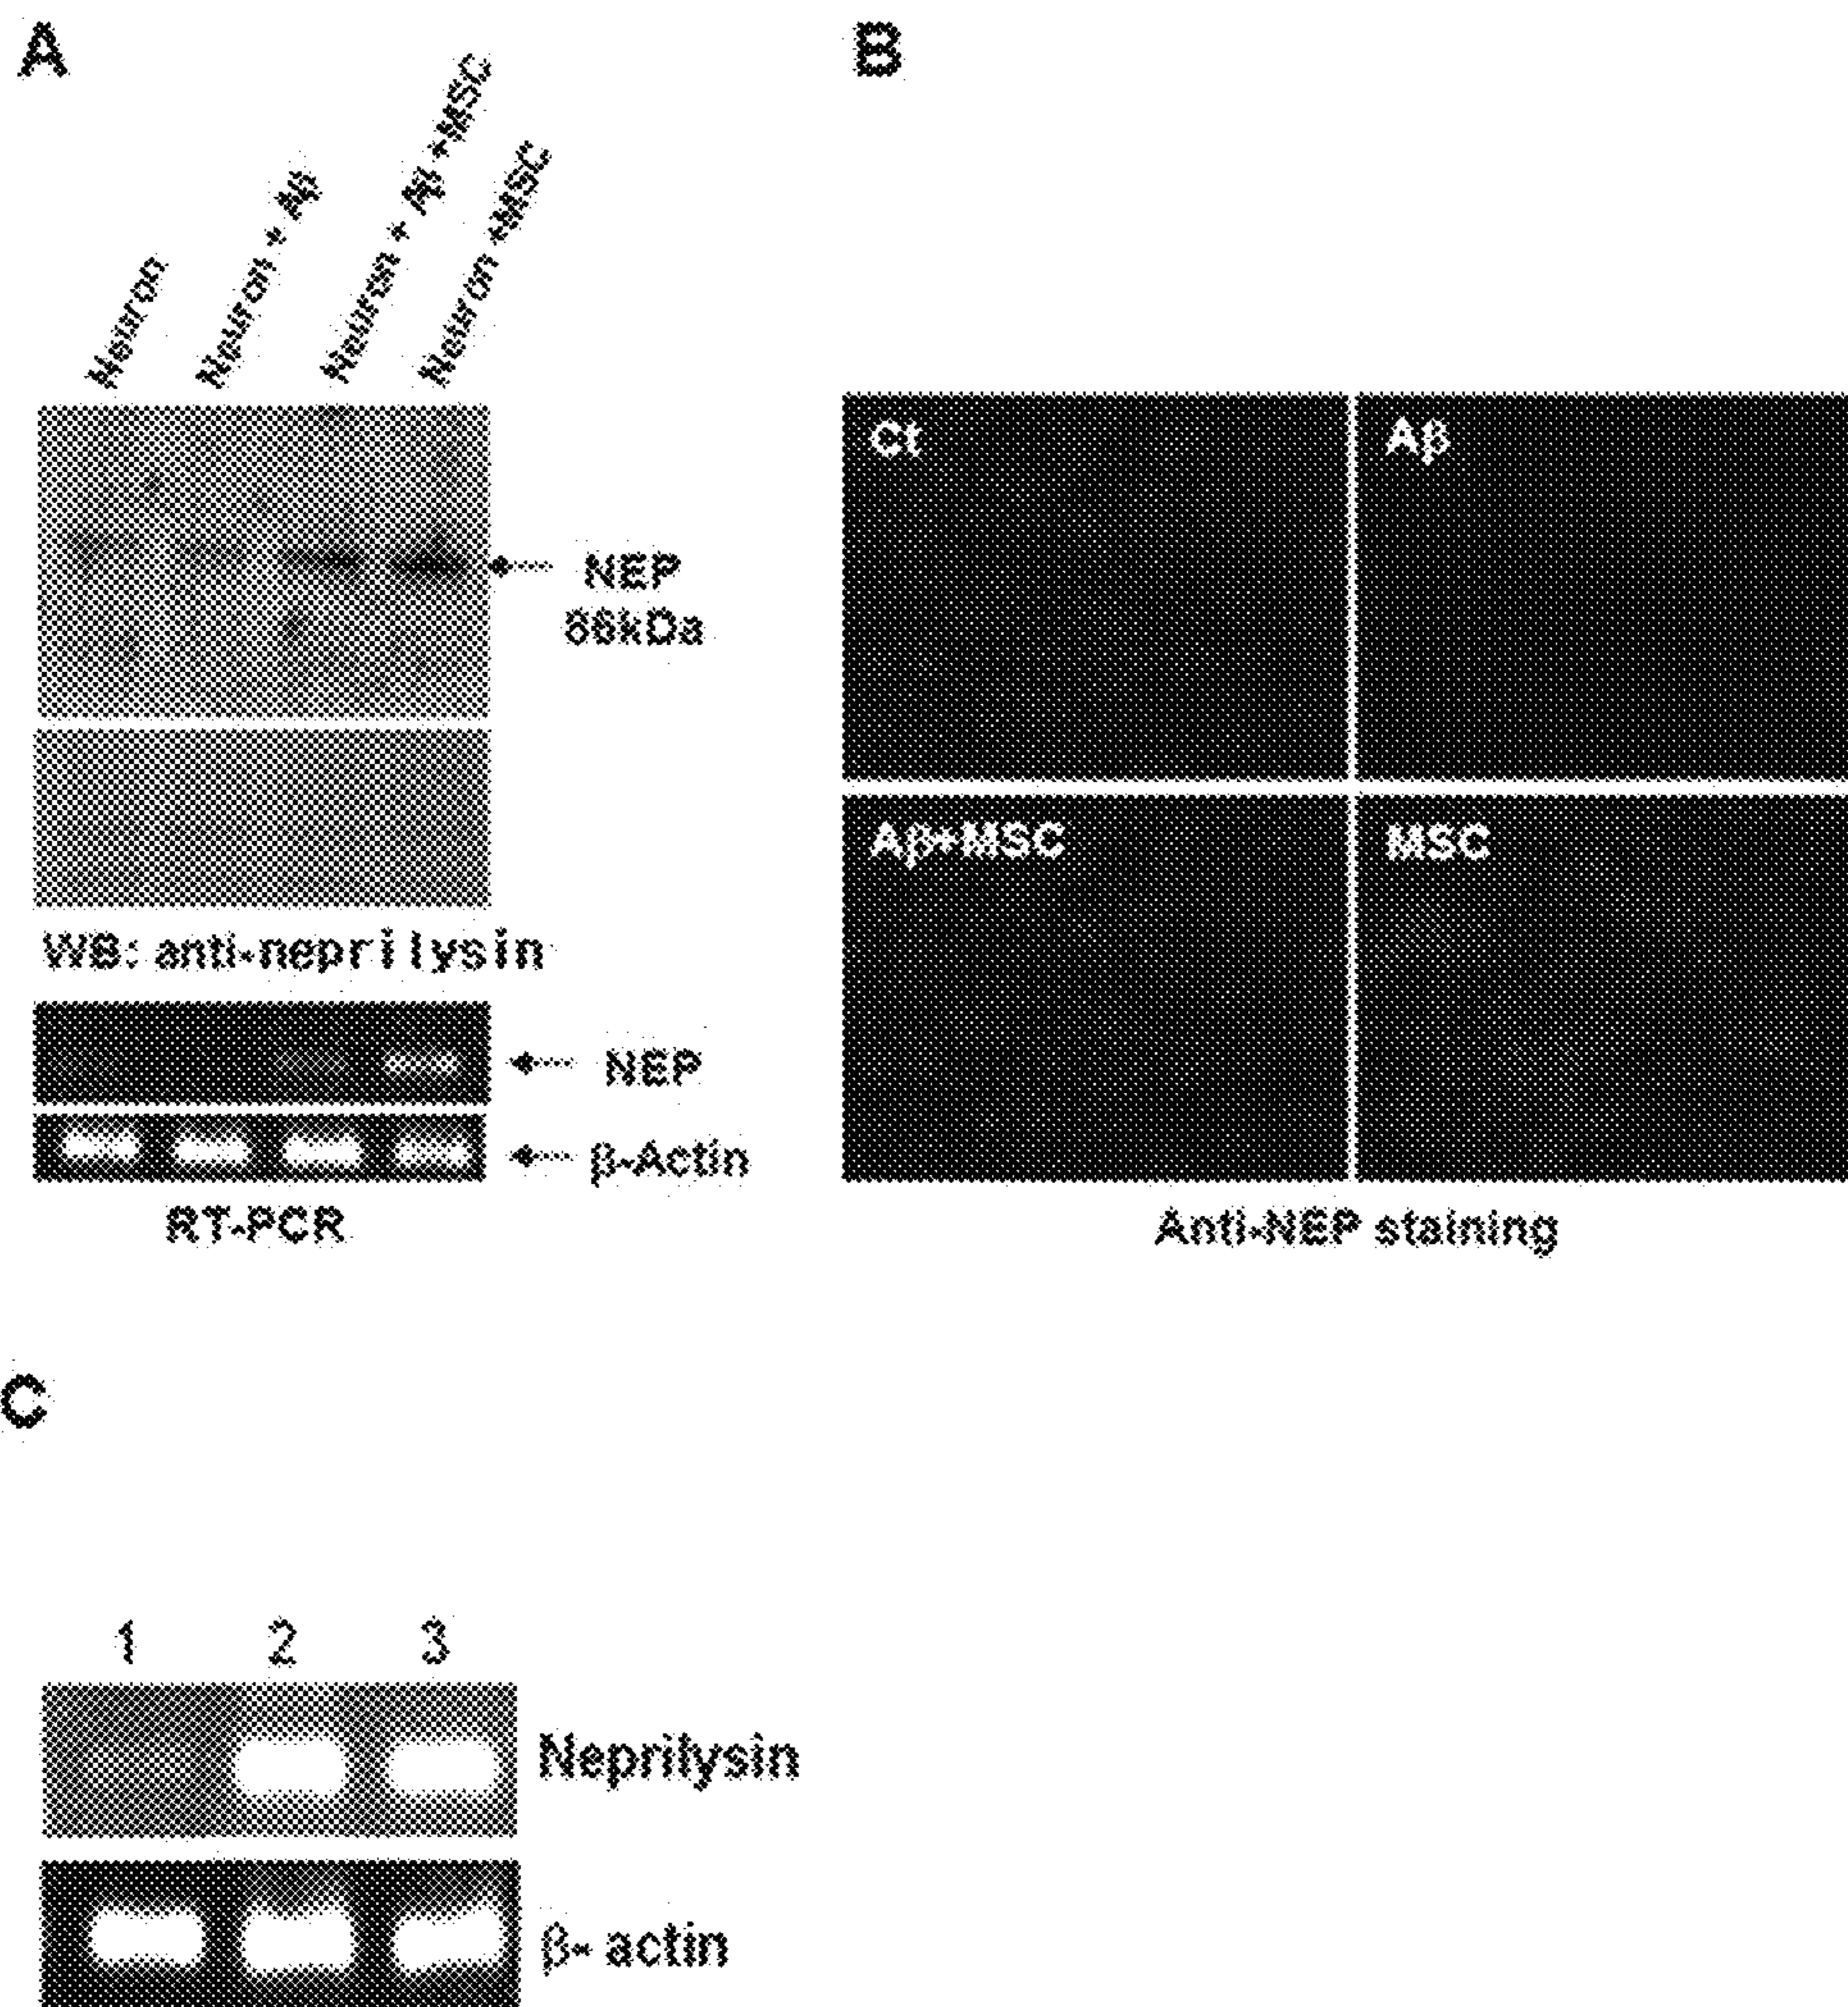 A
Neuron
Neuron + Aβ
Neuron + Aβ +MSC
Neuron +MSC
NEP
86kDa
WB: anti-neprilysin
NEP
β-Actin
RT-PCR
B
Ct
Aβ
Aβ+MSC
MSC
Anti-NEP staining
C
1 2 3
Neprilysin
β- actin